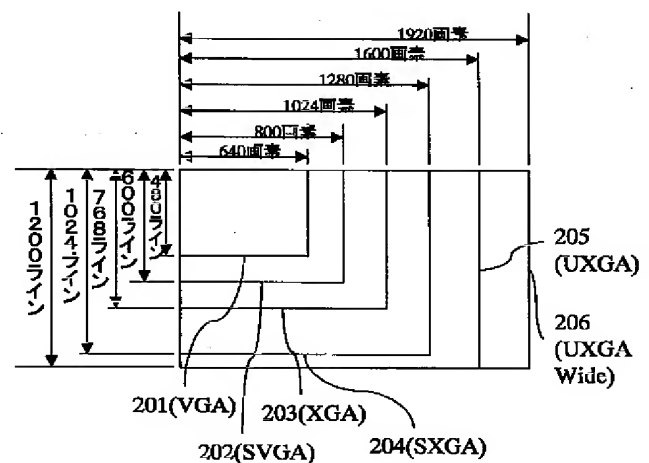 1920画素
1600画素
1280画素
1024画素
800画素
640画素
480ライン
600ライン
768ライン
1024ライン
1200ライン
205
(UXGA)
206
(UXGA
Wide)
201(VGA)
203(XGA)
202(SVGA)
204(SXGA)